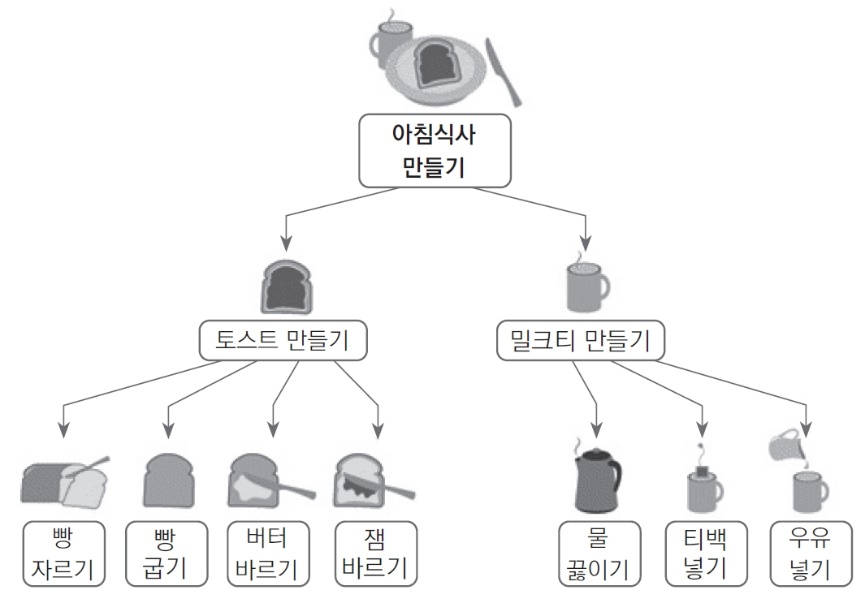 아침식사
만들기
토스트 만들기
밀크티 만들기
빵
자르기
빵
굽기
버터
바르기
잼
바르기
물
끓이기
티백
넣기
우유
넣기